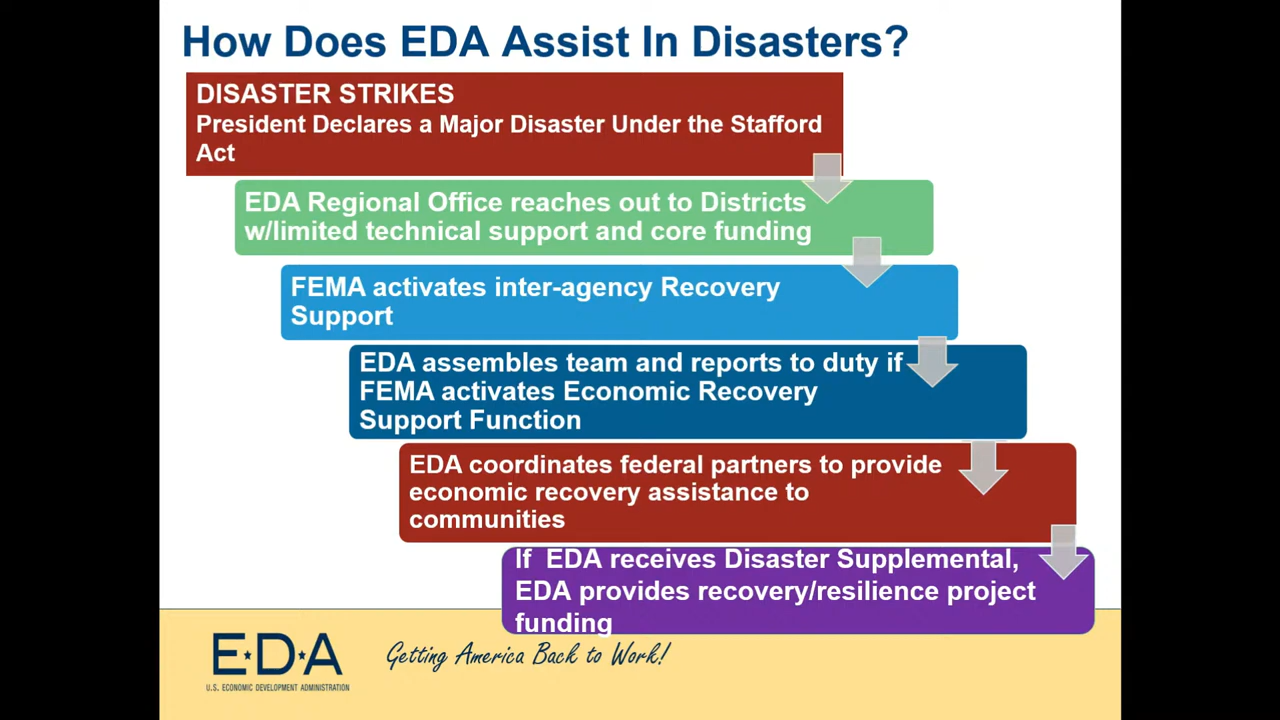 How Does EDA Assist In Disasters?
DISASTER STRIKES
President Declares a Major Disaster Under the Stafford
Act
EDA Regional Office reaches out to Districts
w/limited technical support and core funding
FEMA activates inter-agency Recovery
Support
EDA assembles team and reports to duty if
FEMA activates Economic Recovery
Support Function
EDA coordinates federal partners to provide
economic recovery assistance to
communities
If  EDA receives Disaster Supplemental,
EDA provides recovery/resilience project
funding
E★D★A
U.S. ECONOMIC DEVELOPMENT ADMINISTRATION
Getting America Back to Work!